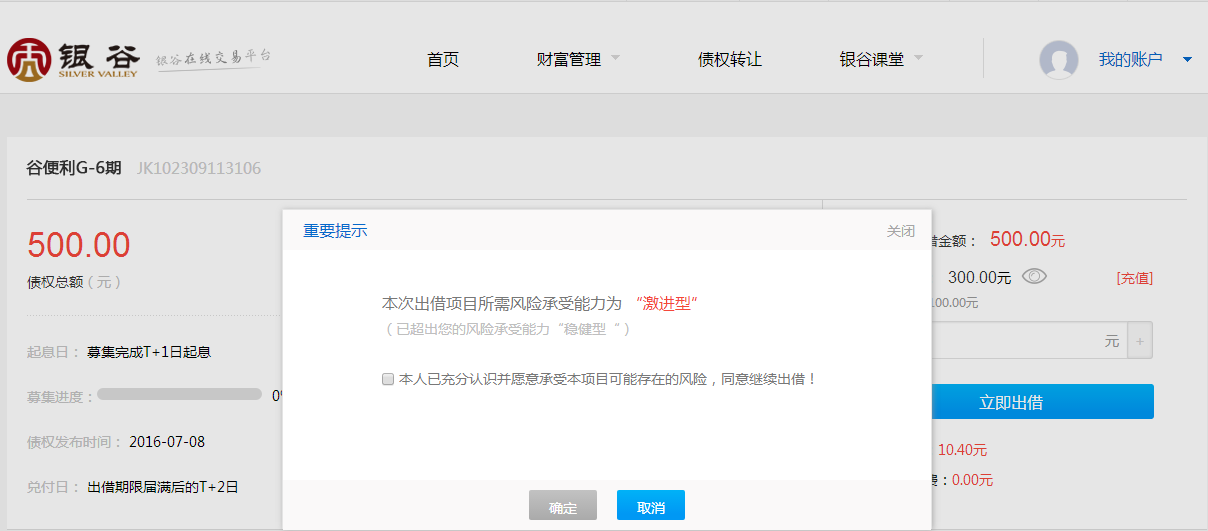 银谷
SILVER VALLEY
银谷在线交易平台
首页
财富管理
债权转让
银谷课堂
我的账户
谷便利G-6期 JK102309113106
500.00
债权总额（元）
起息日： 募集完成T+1日起息
募集进度：
债权发布时间： 2016-07-08
兑付日： 出借期限届满后的T+2日
重要提示
关闭
本次出借项目所需风险承受能力为 “激进型”
（已超出您的风险承受能力“稳健型 “ ）
本人已充分认识并愿意承受本项目可能存在的风险，同意继续出借！
确定
取消
借金额： 500.00元
300.00元
[充值]
100.00元
元 +
立即出借
10.40元
费：0.00元